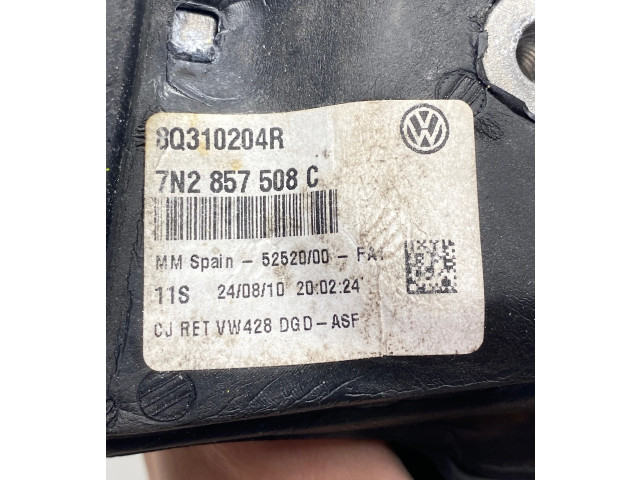 8Q310204R
7N2 857 508 C
MM Spain - 52520/00 - FA1
11S 24/08/10 20:02:24
CJ RET VW428 DGD-ASF